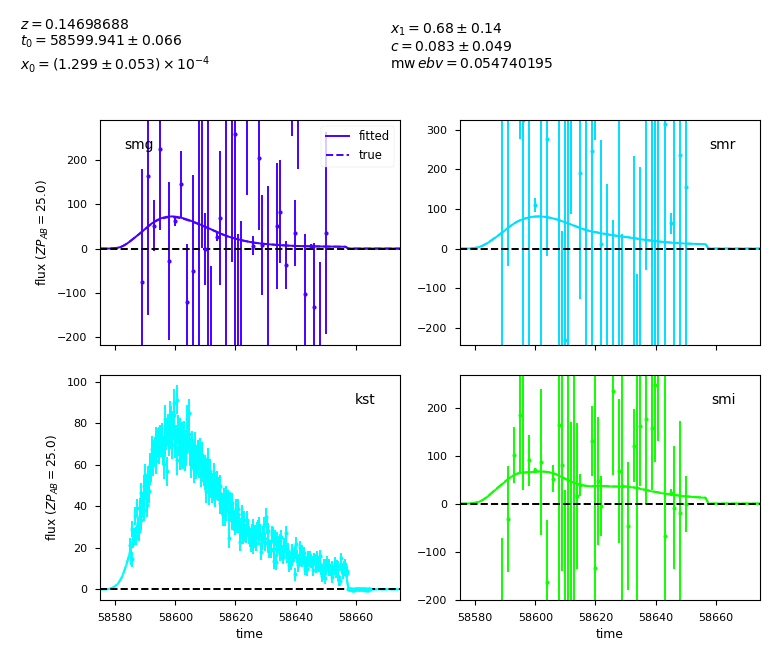 z = 0.14698688
t₀ = 58599.941 ± 0.066
x₀ = (1.299 ± 0.053) × 10⁻⁴
x₁ = 0.68 ± 0.14
c = 0.083 ± 0.049
mw ebv = 0.054740195
smg
fitted
true
200
100
0
−100
−200
flux (ZP_AB = 25.0)
smr
300
200
100
0
−100
−200
kst
100
80
60
40
20
0
flux (ZP_AB = 25.0)
58580 58600 58620 58640 58660
time
smi
200
100
0
−100
−200
58580 58600 58620 58640 58660
time